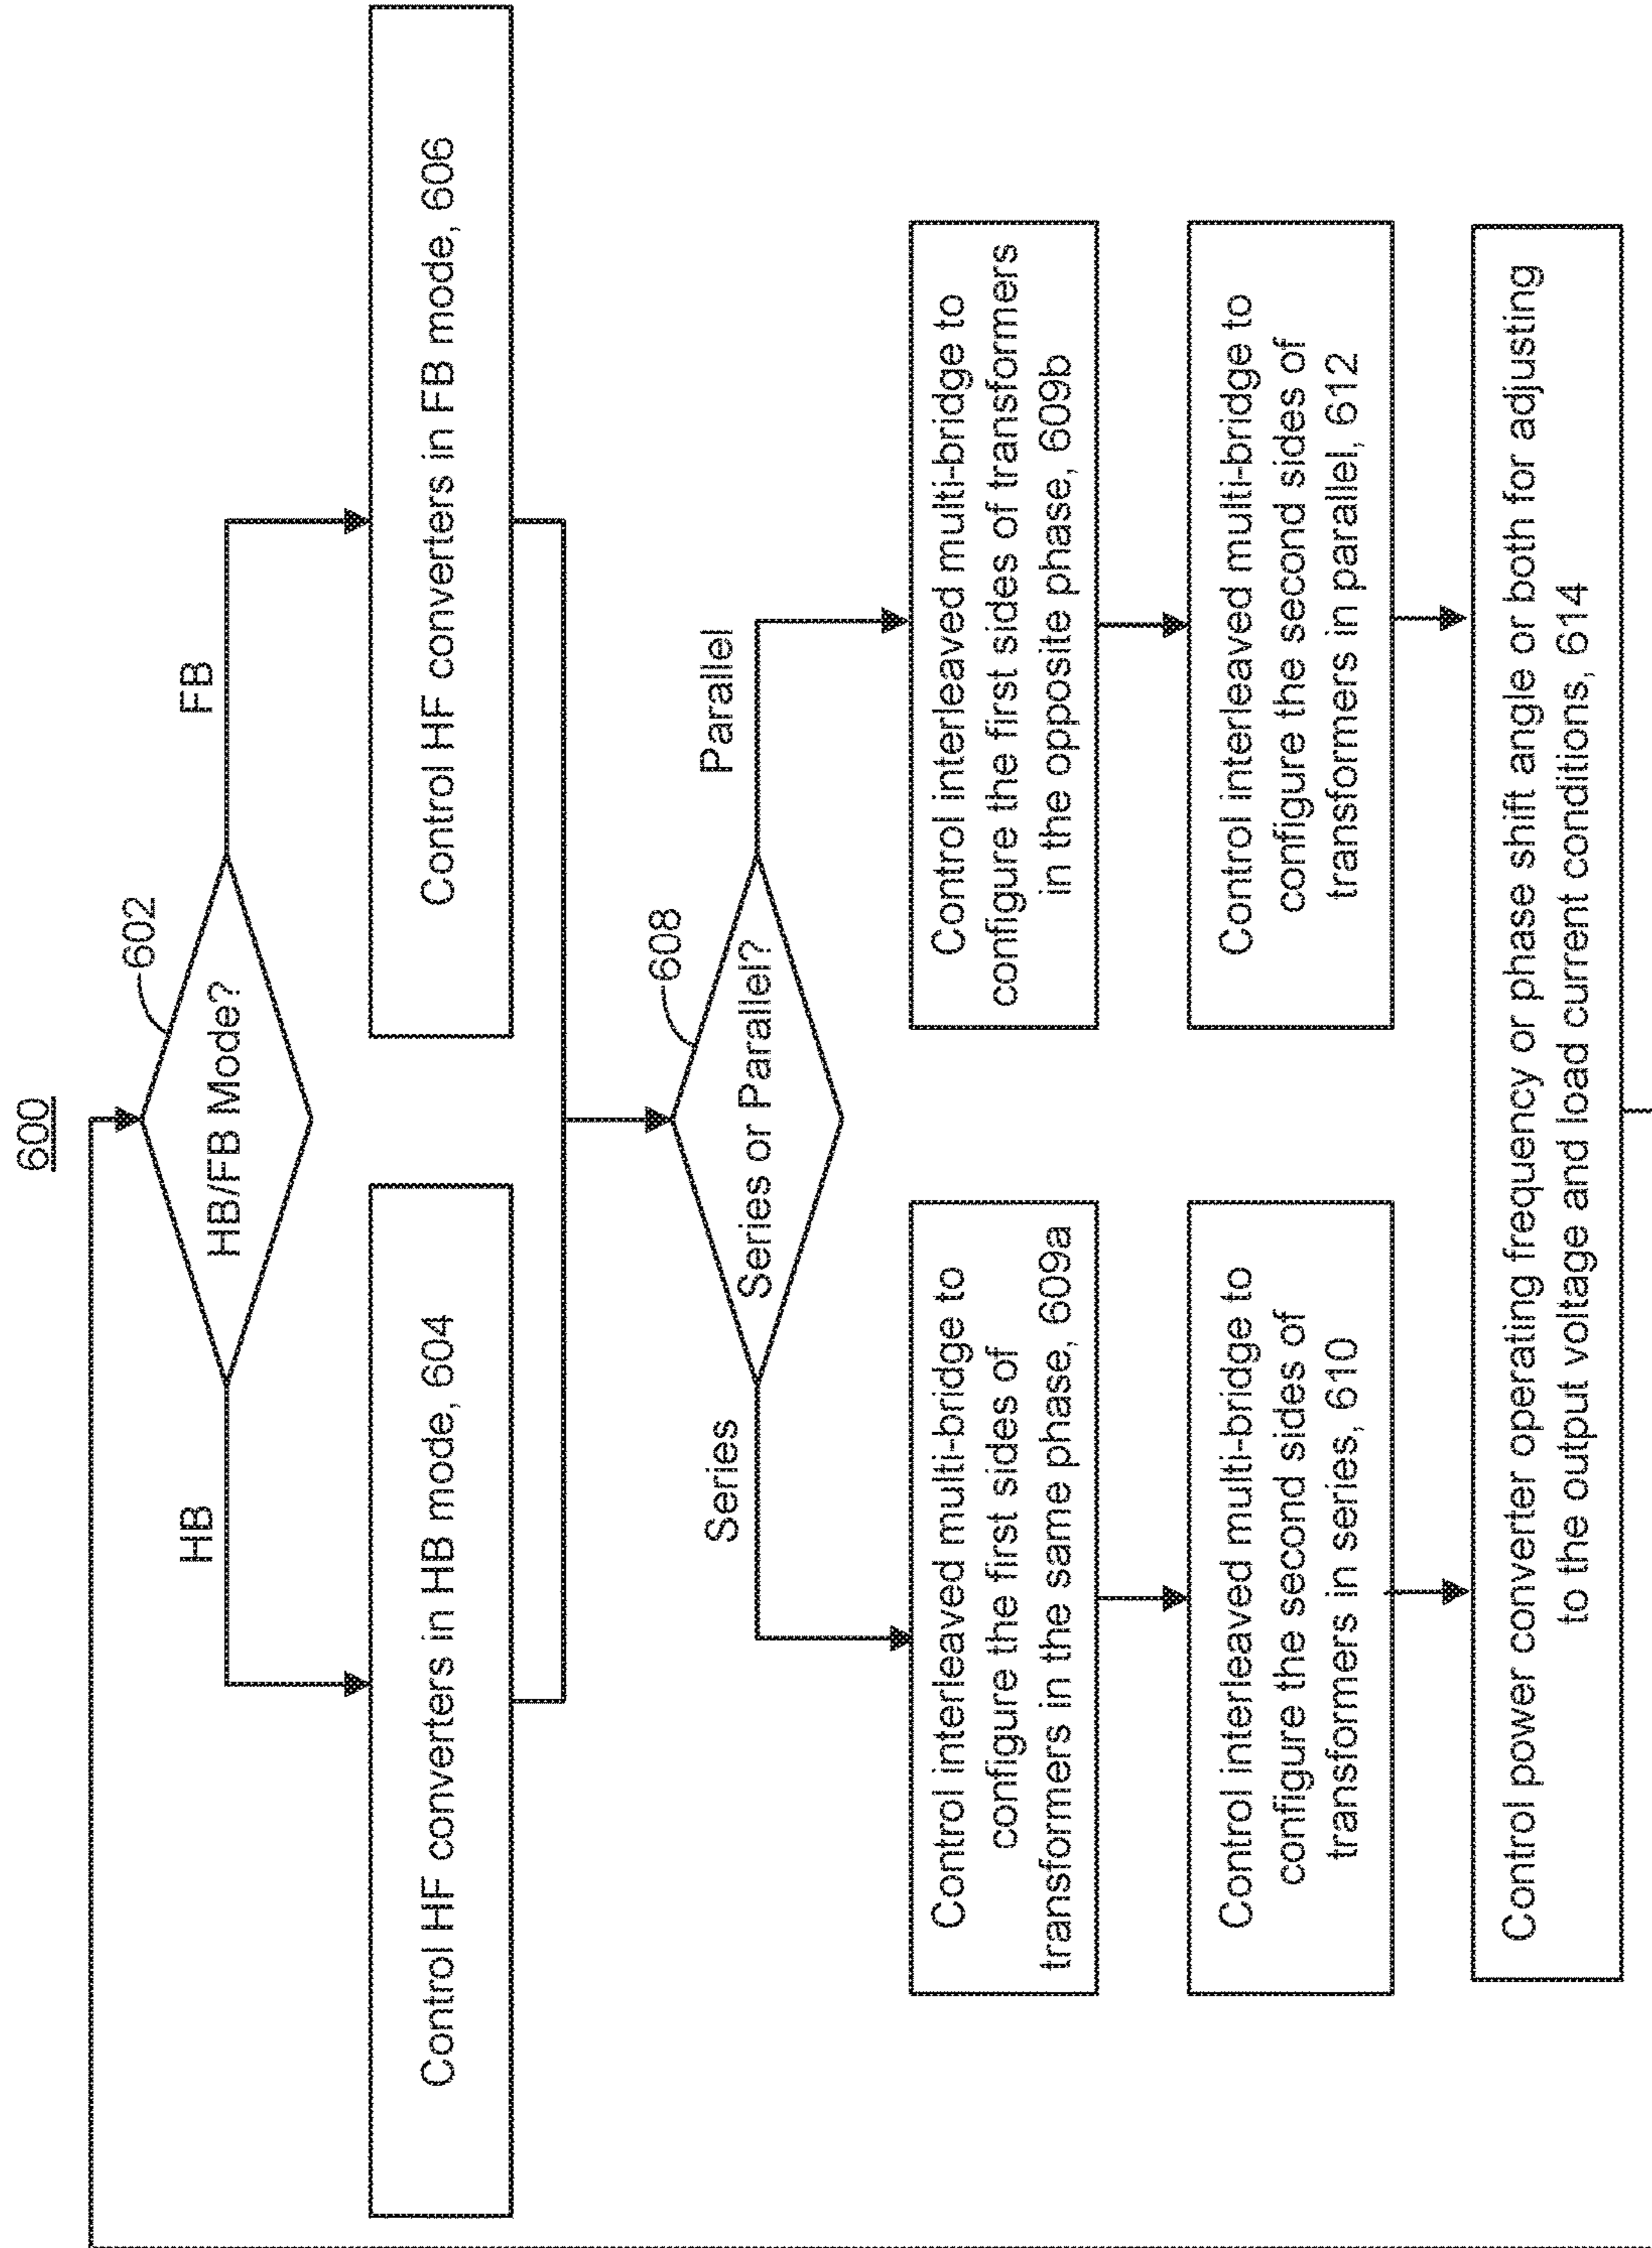 600
602
HB/FB Mode?
HB
FB
Control HF converters in HB mode, 604
Control HF converters in FB mode, 606
608
Series or Parallel?
Series
Parallel
Control interleaved multi-bridge to
configure the first sides of
transformers in the same phase, 609a
Control interleaved multi-bridge to
configure the first sides of transformers
in the opposite phase, 609b
Control interleaved multi-bridge to
configure the second sides of
transformers in series, 610
Control interleaved multi-bridge to
configure the second sides of
transformers in parallel, 612
Control power converter operating frequency or phase shift angle or both for adjusting
to the output voltage and load current conditions, 614